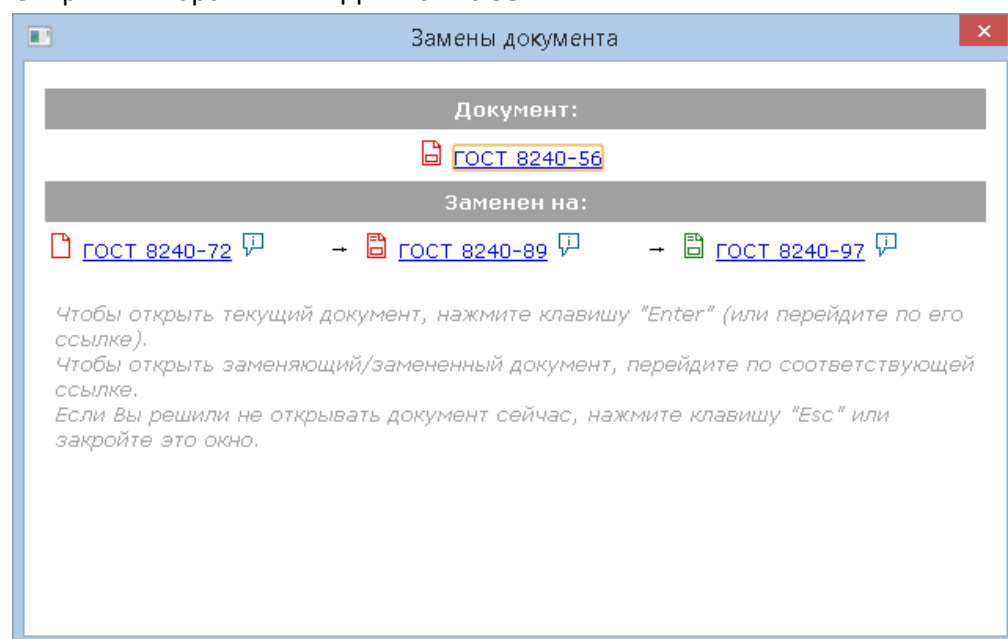 Замены документа
Документ:
ГОСТ 8240-56
Заменен на:
ГОСТ 8240-72 → ГОСТ 8240-89 → ГОСТ 8240-97
Чтобы открыть текущий документ, нажмите клавишу "Enter" (или перейдите по его
ссылке).
Чтобы открыть заменяющий/замененный документ, перейдите по соответствующей
ссылке.
Если Вы решили не открывать документ сейчас, нажмите клавишу "Esc" или
закройте это окно.